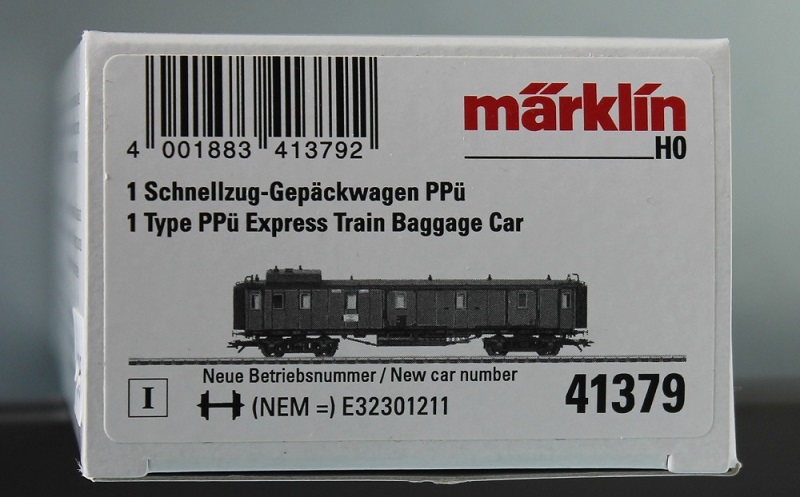 märklin
H0
4 001883 413792
1 Schnellzug-Gepäckwagen PPü
1 Type PPü Express Train Baggage Car
Neue Betriebsnummer / New car number
I
(NEM =) E32301211
41379